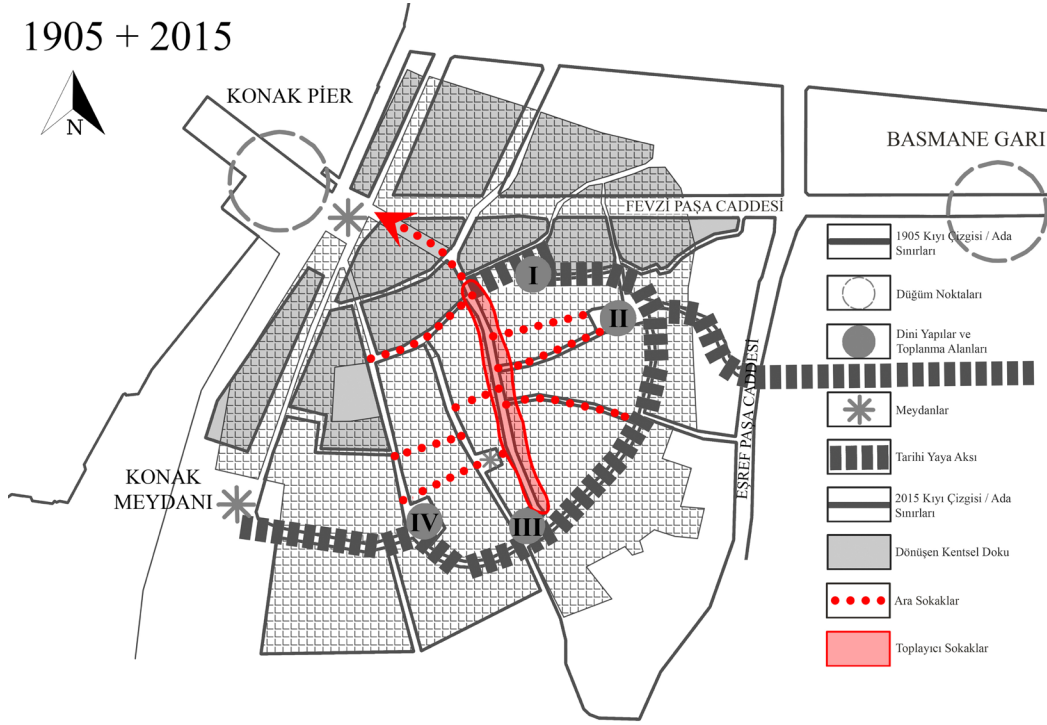 1905 + 2015
N
KONAK PİER
BASMANE GARI
FEVZİ PAŞA CADDESİ
EŞREF PAŞA CADDESİ
KONAK
MEYDANI
I
II
III
IV
1905 Kıyı Çizgisi / Ada
Sınırları
Düğüm Noktaları
Dini Yapılar ve
Toplanma Alanları
Meydanlar
Tarihi Yaya Aksı
2015 Kıyı Çizgisi / Ada
Sınırları
Dönüşen Kentsel Doku
Ara Sokaklar
Toplayıcı Sokaklar